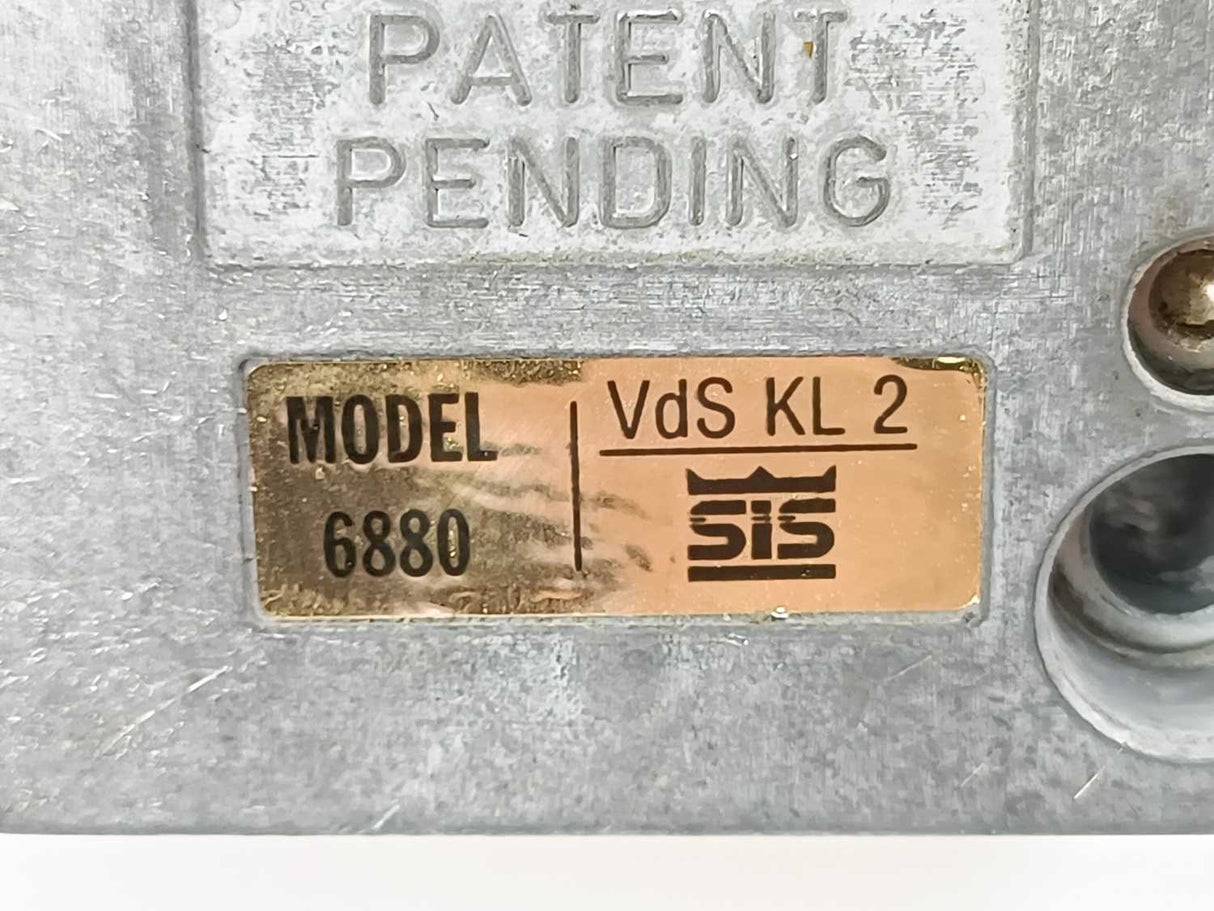 PATENT
PENDING
MODEL
6880
VdS KL 2
SIS